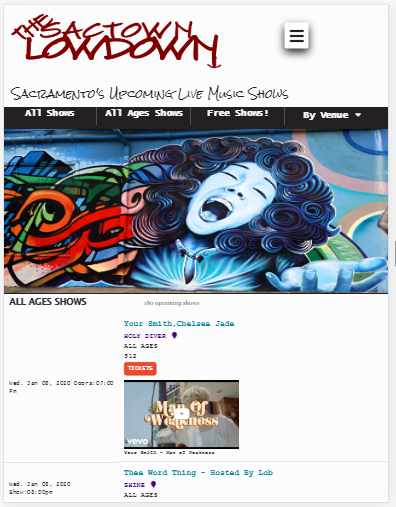 THE SACTOWN
LOWDOWN!
Sacramento's Upcoming Live Music Shows
All Shows
All Ages Shows
Free Shows!
By Venue
ALL AGES SHOWS
180 upcoming shows
Your Smith, Chelsea Jade
HOLY DIVER
ALL AGES
$12
TICKETS
Wed. Jan 08, 2020 Doors:07:00
Pm
Man Of
Weakness
vevo
Your Smith - Man of Weakness
Thee Word Thing - Hosted By Lob
Wed. Jan 08, 2020
Show:08:00pm
SHINE
ALL AGES